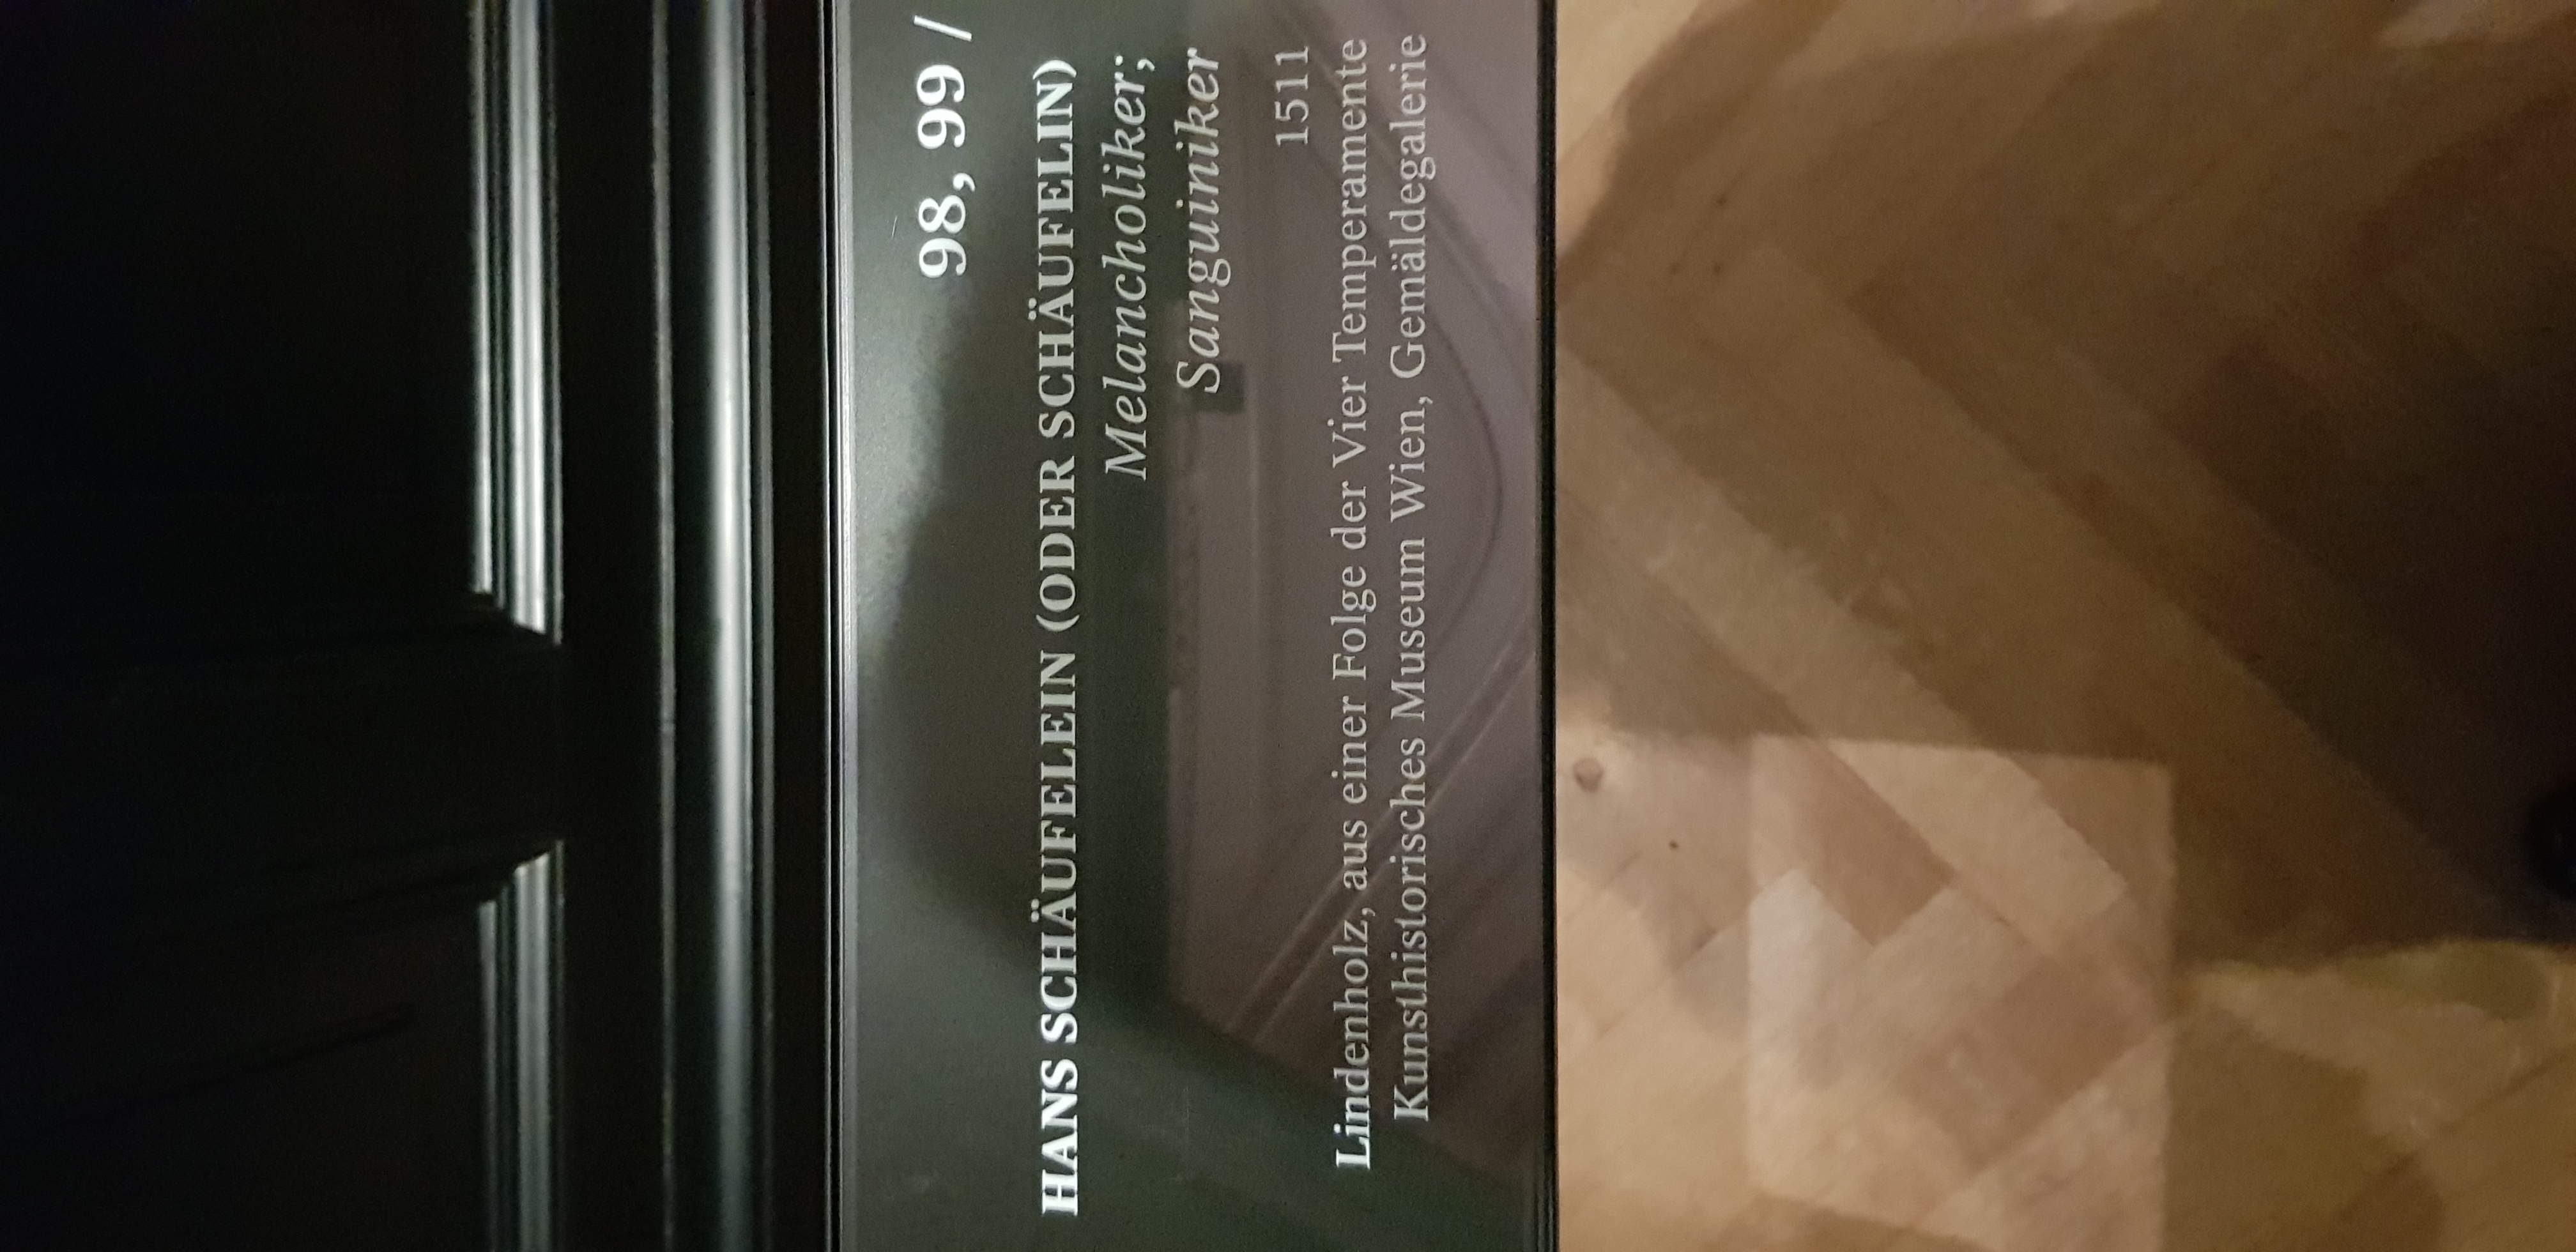 98, 99 /
HANS SCHÄUFELEIN (ODER SCHÄUFELIN)
Melancholiker;
Sanguiniker
1511
Lindenholz, aus einer Folge der Vier Temperamente
Kunsthistorisches Museum Wien, Gemäldegalerie